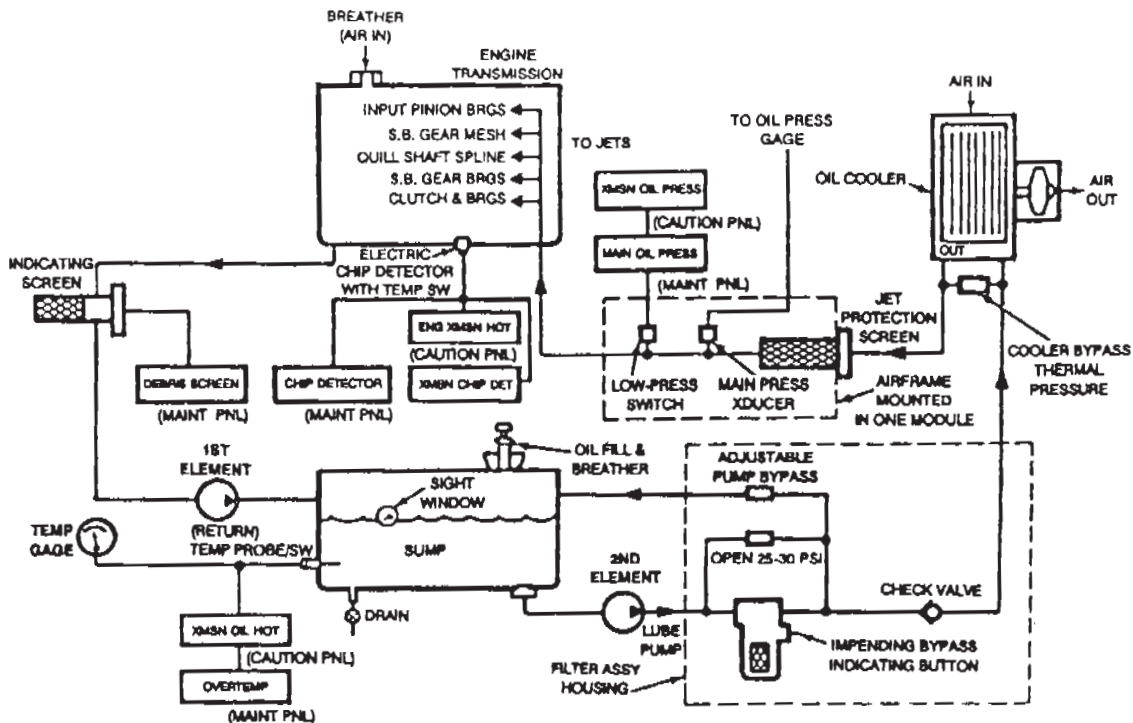 BREATHER
(AIR IN)
ENGINE
TRANSMISSION
INPUT PINION BRGS
S.B. GEAR MESH
QUILL SHAFT SPLINE
S.B. GEAR BRGS
CLUTCH & BRGS
TO JETS
TO OIL PRESS
GAGE
AIR IN
OIL COOLER
AIR
OUT
OUT
XMSN OIL PRESS
(CAUTION PNL)
MAIN OIL PRESS
(MAINT PNL)
INDICATING
SCREEN
ELECTRIC
CHIP DETECTOR
WITH TEMP SW
ENG XMSN HOT
(CAUTION PNL)
XMSN CHIP DET
DEBRIS SCREEN
(MAINT PNL)
CHIP DETECTOR
(MAINT PNL)
JET
PROTECTION
SCREEN
COOLER BYPASS
THERMAL
PRESSURE
LOW-PRESS
SWITCH
MAIN PRESS
XDUCER
AIRFRAME
MOUNTED
IN ONE MODULE
1ST
ELEMENT
(RETURN)
OIL FILL &
BREATHER
SIGHT
WINDOW
SUMP
TEMP
GAGE
TEMP PROBE/SW
DRAIN
XMSN OIL HOT
(CAUTION PNL)
OVERTEMP
(MAINT PNL)
2ND
ELEMENT
LUBE
PUMP
ADJUSTABLE
PUMP BYPASS
OPEN 25-30 PSI
CHECK VALVE
IMPENDING BYPASS
INDICATING BUTTON
FILTER ASSY
HOUSING